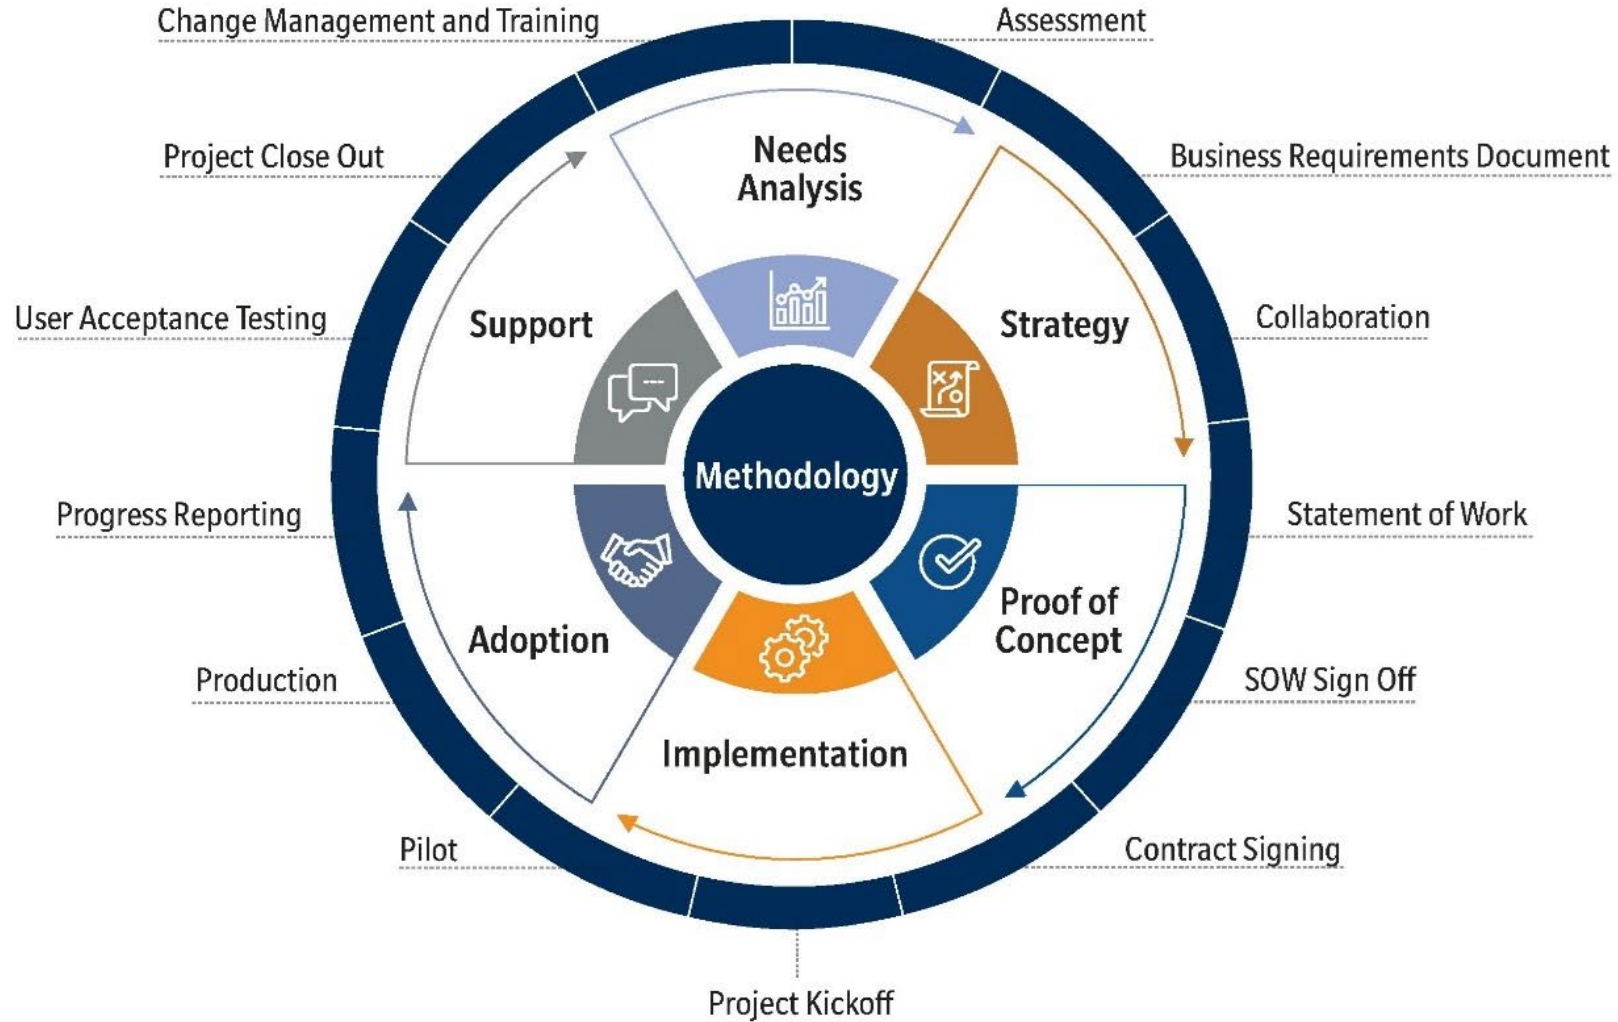 Change Management and Training
Assessment
Project Close Out
Needs
Analysis
Business Requirements Document
User Acceptance Testing
Support
Strategy
Collaboration
Methodology
Progress Reporting
Statement of Work
Adoption
Proof of
Concept
Production
SOW Sign Off
Implementation
Pilot
Contract Signing
Project Kickoff